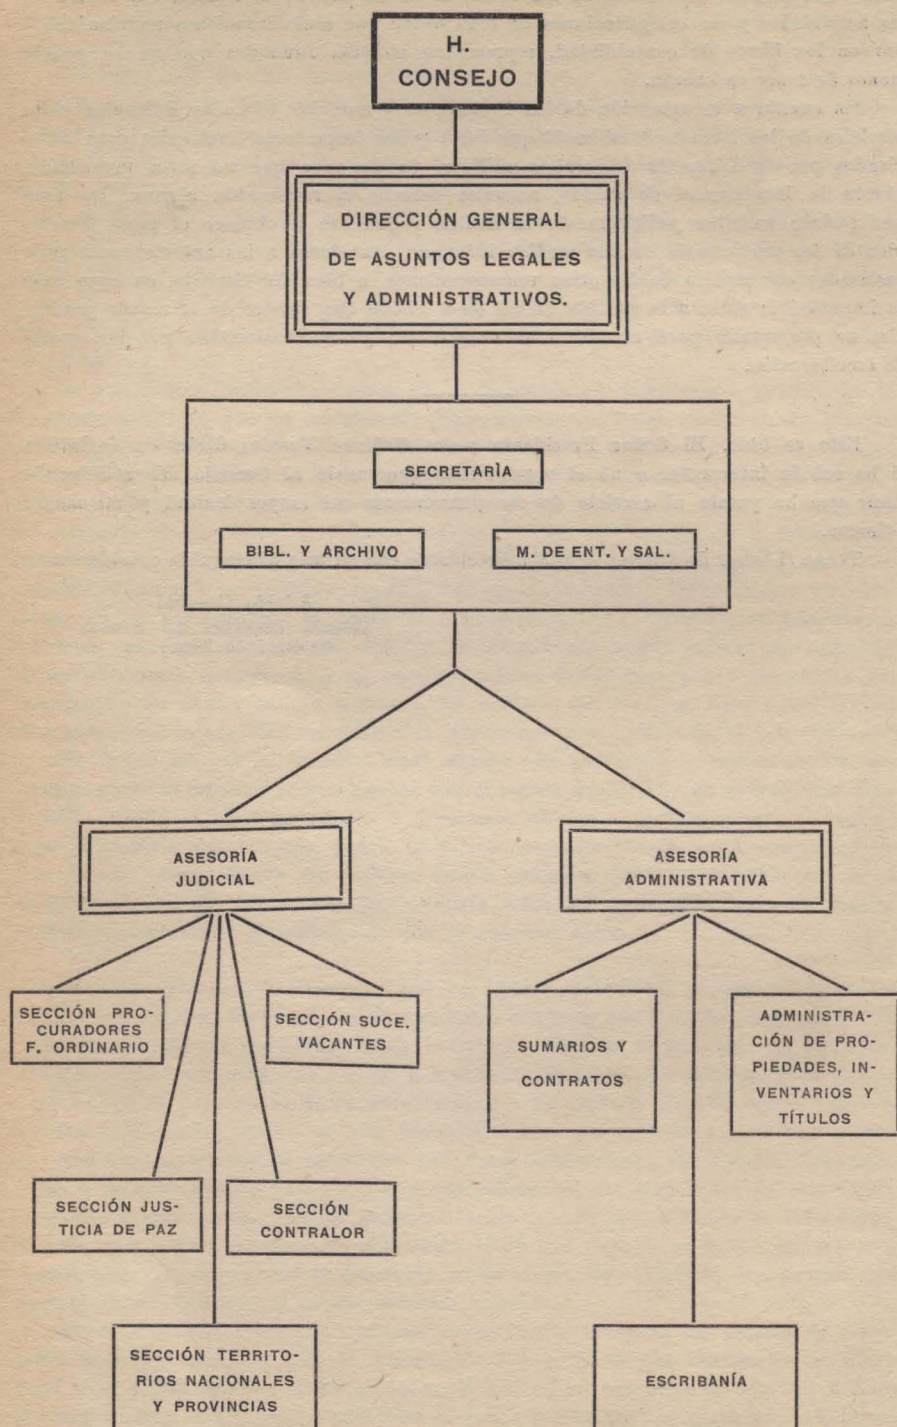 H.
CONSEJO
DIRECCIÓN GENERAL
DE ASUNTOS LEGALES
Y ADMINISTRATIVOS.
SECRETARÌA
BIBL. Y ARCHIVO
M. DE ENT. Y SAL.
ASESORÍA
JUDICIAL
ASESORÍA
ADMINISTRATIVA
SECCIÓN PRO-
CURADORES
F. ORDINARIO
SECCIÓN SUCE.
VACANTES
SUMARIOS Y
CONTRATOS
ADMINISTRA-
CIÓN DE PRO-
PIEDADES, IN-
VENTARIOS Y
TÍTULOS
SECCIÓN JUS-
TICIA DE PAZ
SECCIÓN
CONTRALOR
SECCIÓN TERRITO-
RIOS NACIONALES
Y PROVINCIAS
ESCRIBANÍA